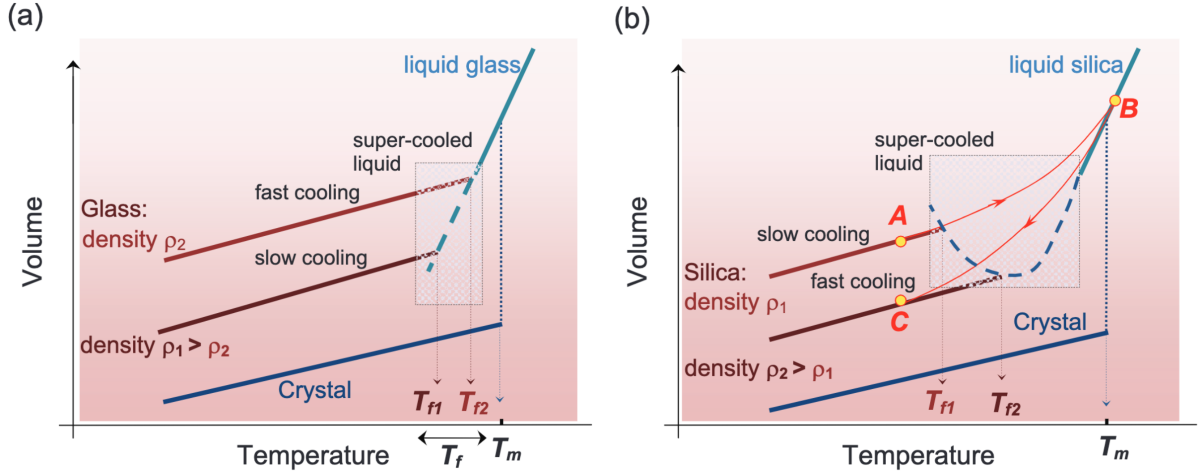 (a)
liquid glass
super-cooled
liquid
fast cooling
Glass:
density ρ2
slow cooling
density ρ1 > ρ2
Crystal
Tf1
Tf2
Volume
Temperature
Tf
Tm
(b)
liquid silica
B
super-cooled
liquid
A
slow cooling
Silica:
density ρ1
fast cooling
C
Crystal
density ρ2 > ρ1
Tf1
Tf2
Volume
Temperature
Tm